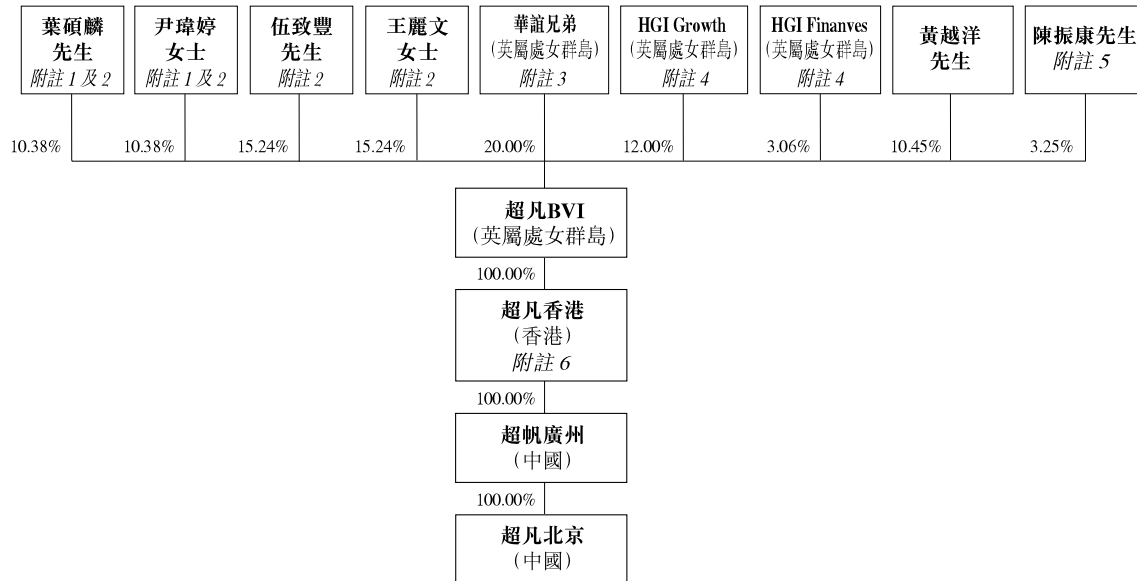 葉碩麟
先生
附註 1 及 2
尹瑋婷
女士
附註 1 及 2
伍致豐
先生
附註 2
王麗文
女士
附註 2
華誼兄弟
(英屬處女群島)
附註 3
HGI Growth
(英屬處女群島)
附註 4
HGI Finanves
(英屬處女群島)
附註 4
黃越洋
先生
陳振康先生
附註 5
10.38%
10.38%
15.24%
15.24%
20.00%
12.00%
3.06%
10.45%
3.25%
超凡BVI
(英屬處女群島)
100.00%
超凡香港
(香港)
附註 6
100.00%
超帆廣州
(中國)
100.00%
超凡北京
(中國)